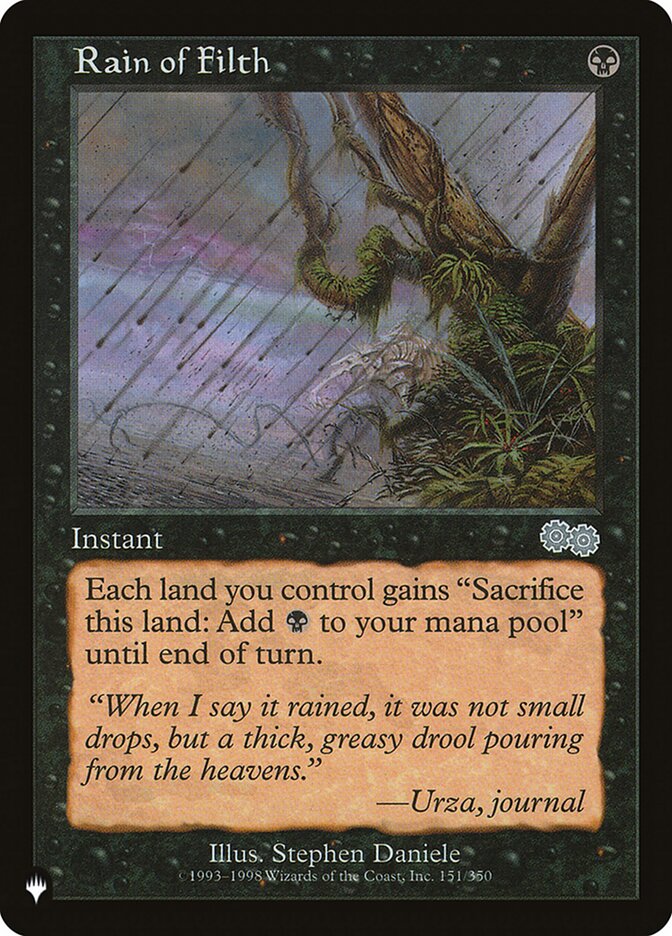 Rain of Filth
Instant
Each land you control gains “Sacrifice
this land: Add to your mana pool”
until end of turn.
“When I say it rained, it was not small
drops, but a thick, greasy drool pouring
from the heavens.”
—Urza, journal
Illus. Stephen Daniele
©1993–1998 Wizards of the Coast, Inc. 151/350